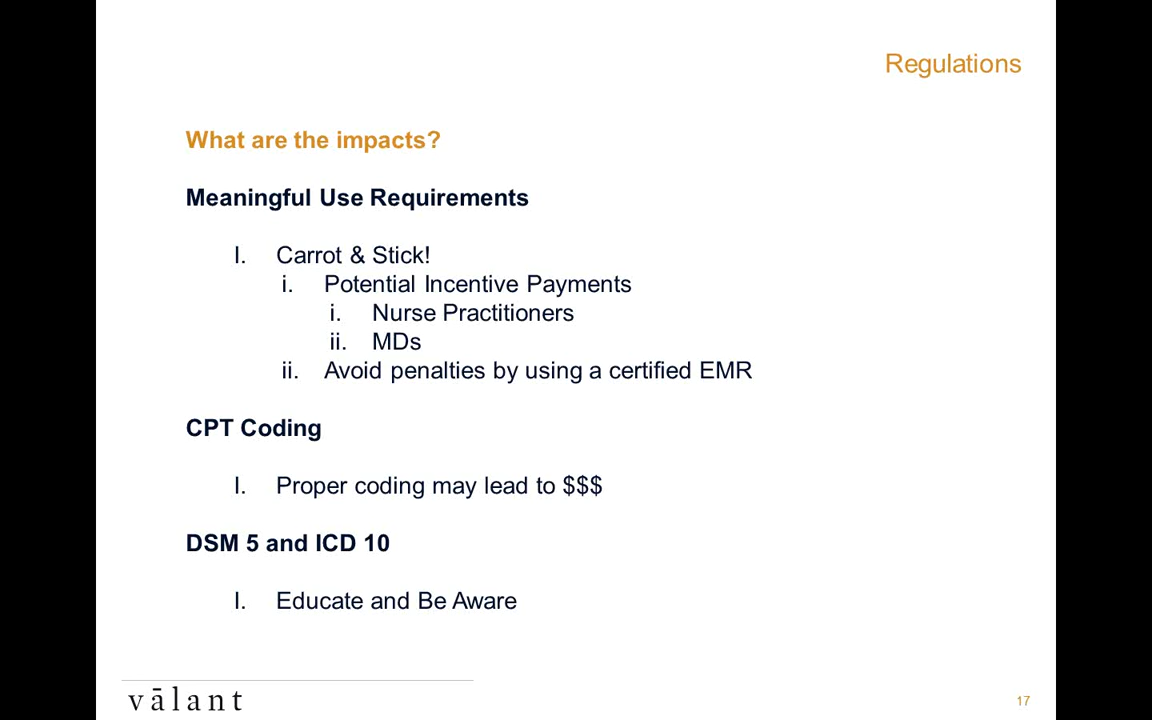 Regulations
What are the impacts?
Meaningful Use Requirements
I. Carrot & Stick!
i. Potential Incentive Payments
i. Nurse Practitioners
ii. MDs
ii. Avoid penalties by using a certified EMR
CPT Coding
I. Proper coding may lead to $$$
DSM 5 and ICD 10
I. Educate and Be Aware
vālant
17